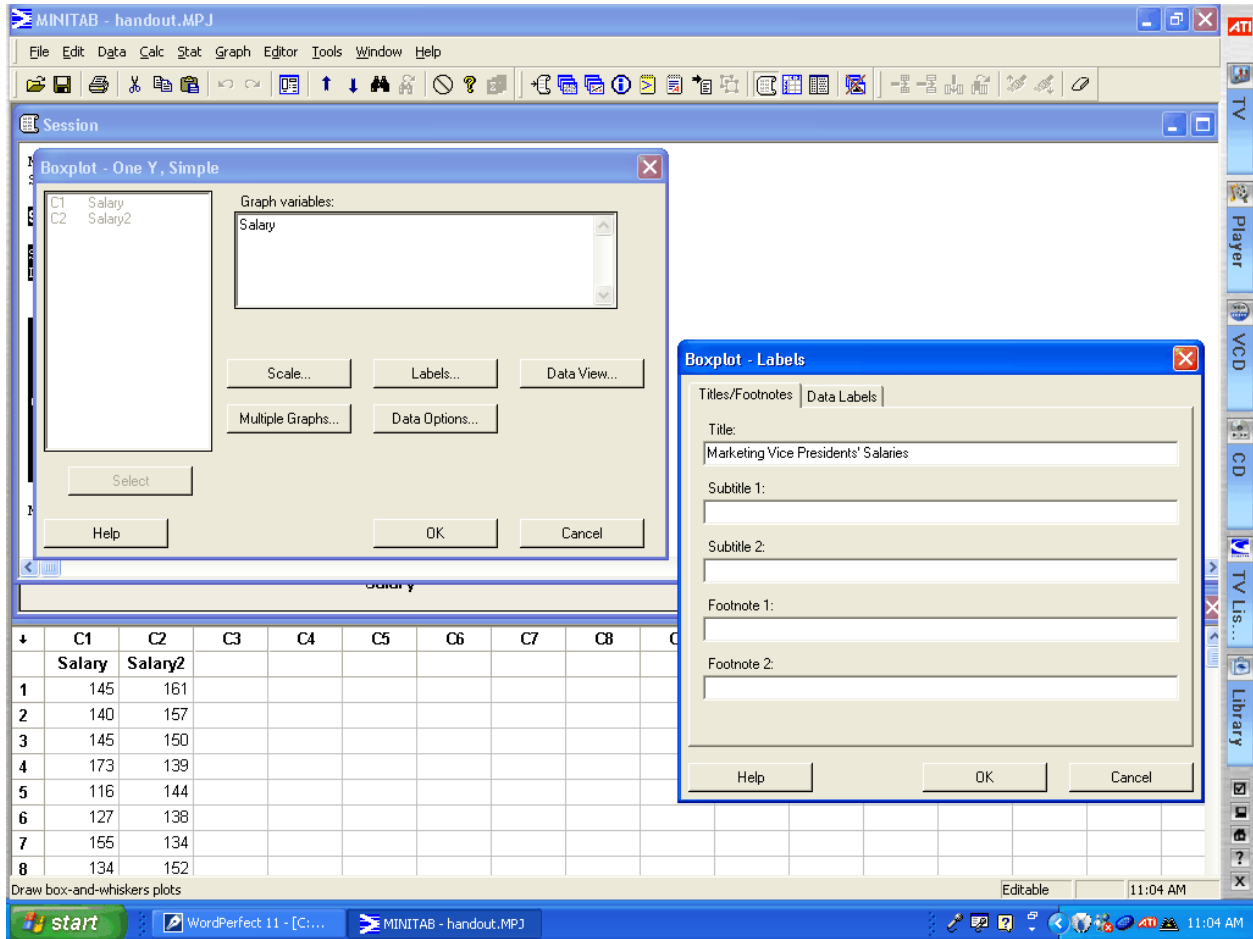 MINITAB - handout.MPJ
File Edit Data Calc Stat Graph Editor Tools Window Help
Session
Boxplot - One Y, Simple
C1 Salary
C2 Salary2
Graph variables:
Salary
Scale... Labels... Data View...
Multiple Graphs... Data Options...
Select
Help OK Cancel
Boxplot - Labels
Titles/Footnotes Data Labels
Title:
Marketing Vice Presidents' Salaries
Subtitle 1:
Subtitle 2:
Footnote 1:
Footnote 2:
Help OK Cancel
Salary
C1 C2 C3 C4 C5 C6 C7 C8
Salary Salary2
1 145 161
2 140 157
3 145 150
4 173 139
5 116 144
6 127 138
7 155 134
8 134 152
Draw box-and-whiskers plots Editable 11:04 AM
start WordPerfect 11 - [C:... MINITAB - handout.MPJ ATI 11:04 AM
ATI
TV
Player
VCD
CD
TV Lis...
Library